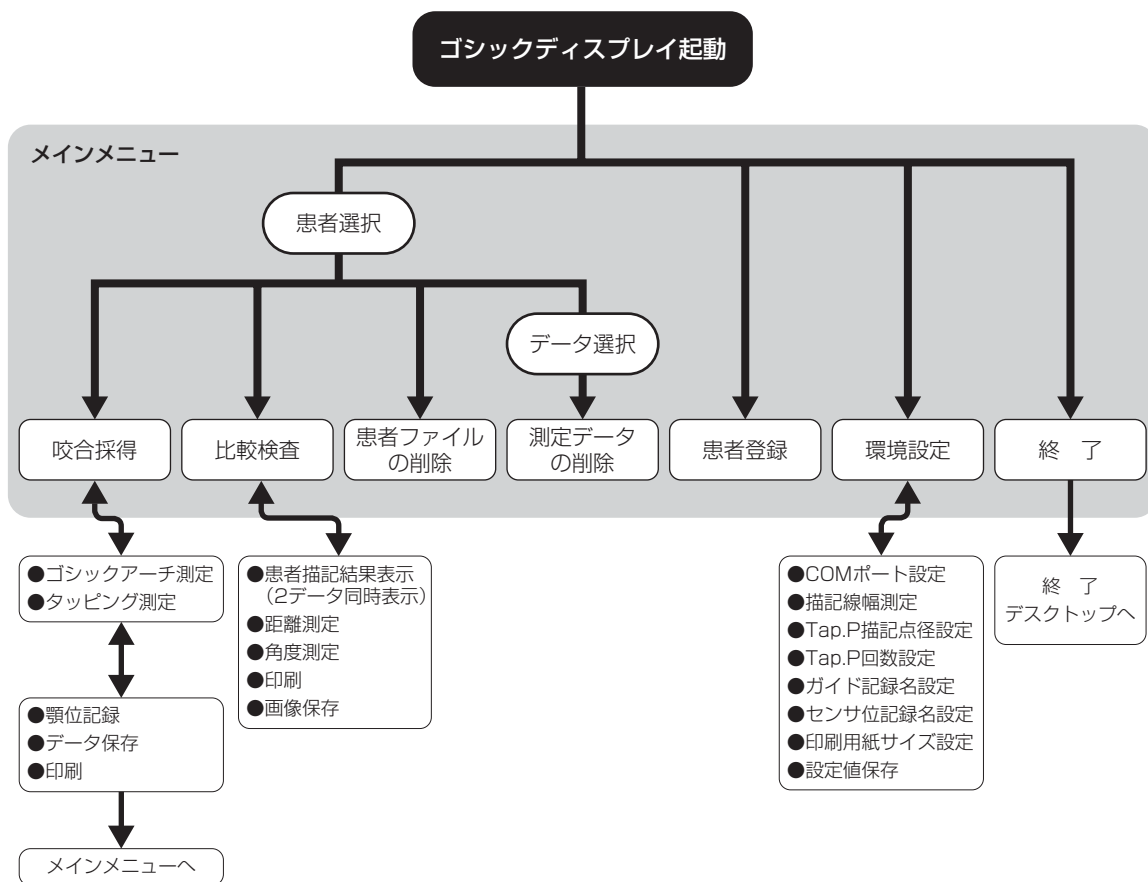 ゴシックディスプレイ起動
メインメニュー
患者選択
データ選択
咬合採得
比較検査
患者ファイル
の削除
測定データ
の削除
患者登録
環境設定
終　了
●ゴシックアーチ測定
●タッピング測定
●顎位記録
●データ保存
●印刷
メインメニューへ
●患者描記結果表示
（2データ同時表示）
●距離測定
●角度測定
●印刷
●画像保存
●COMポート設定
●描記線幅測定
●Tap.P描記点径設定
●Tap.P回数設定
●ガイド記録名設定
●センサ位記録名設定
●印刷用紙サイズ設定
●設定値保存
終　了
デスクトップへ